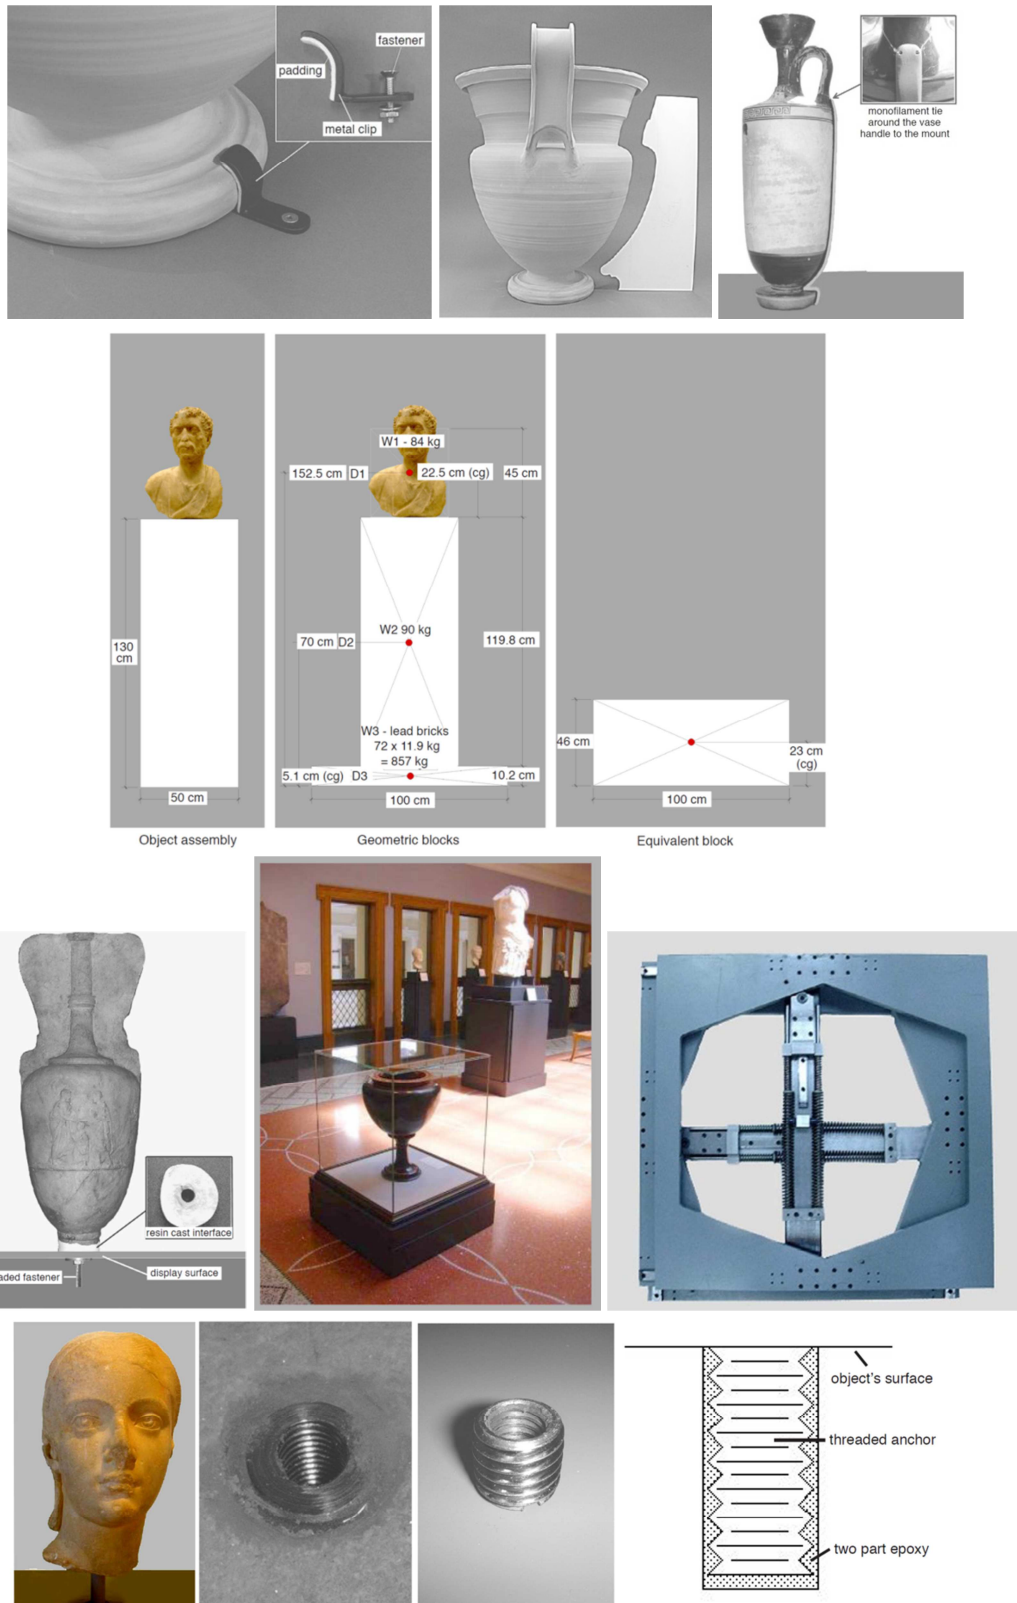 fastener
padding
metal clip
monofilament tie
around the vase
handle to the mount
130
cm
50 cm
Object assembly
W1 - 84 kg
152.5 cm D1
22.5 cm (cg)
45 cm
W2 90 kg
70 cm D2
119.8 cm
W3 - lead bricks
72 x 11.9 kg
= 857 kg
5.1 cm (cg) D3
10.2 cm
100 cm
Geometric blocks
46 cm
23 cm
(cg)
100 cm
Equivalent block
resin cast interface
display surface
aded fastener
object's surface
threaded anchor
two part epoxy